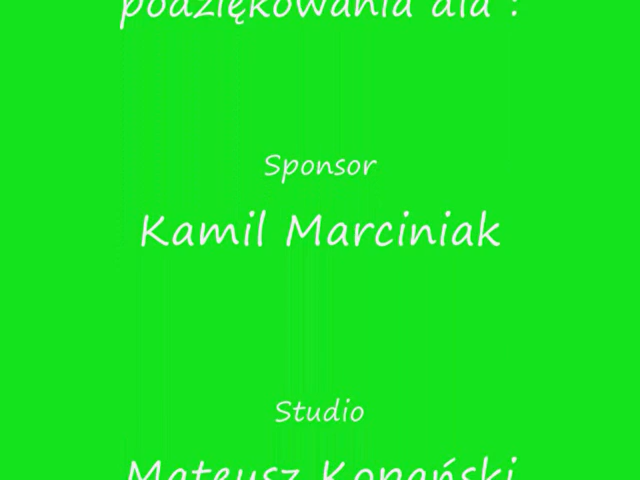 podziękowania dla :
Sponsor
Kamil Marciniak
Studio
Mateusz Kopański